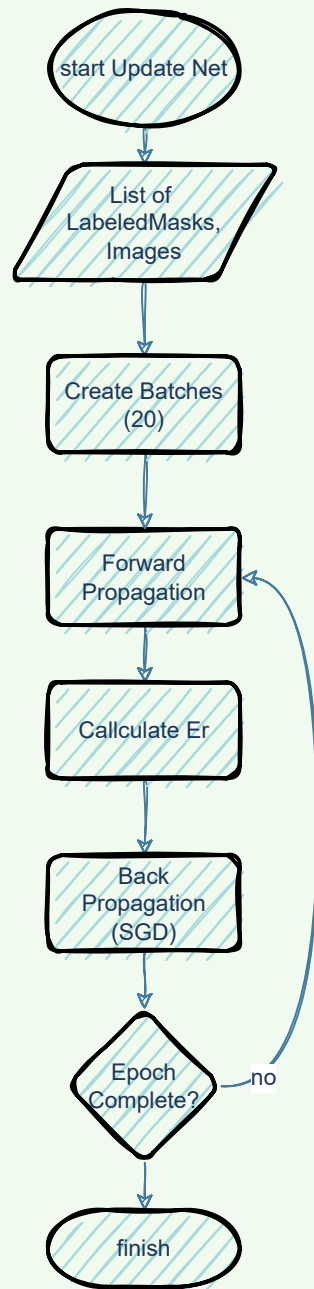 start Update Net
List of
LabeledMasks,
Images
Create Batches
(20)
Forward
Propagation
Callculate Er
Back
Propagation
(SGD)
Epoch
Complete?
no
finish